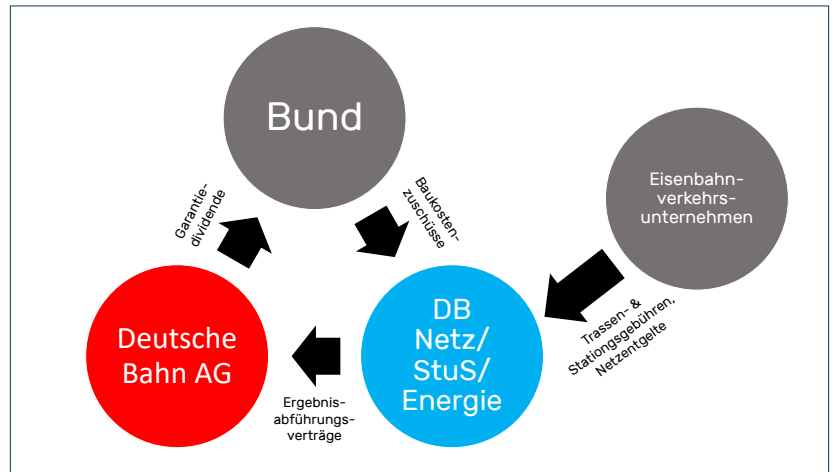 Bund
Eisenbahn-
verkehrs-
unternehmen
Garantie-
dividende
Baukosten-
zuschüsse
Deutsche
Bahn AG
DB
Netz/
StuS/
Energie
Trassen- &
Stationsgebühren,
Netzentgelte
Ergebnis-
abführungs-
verträge